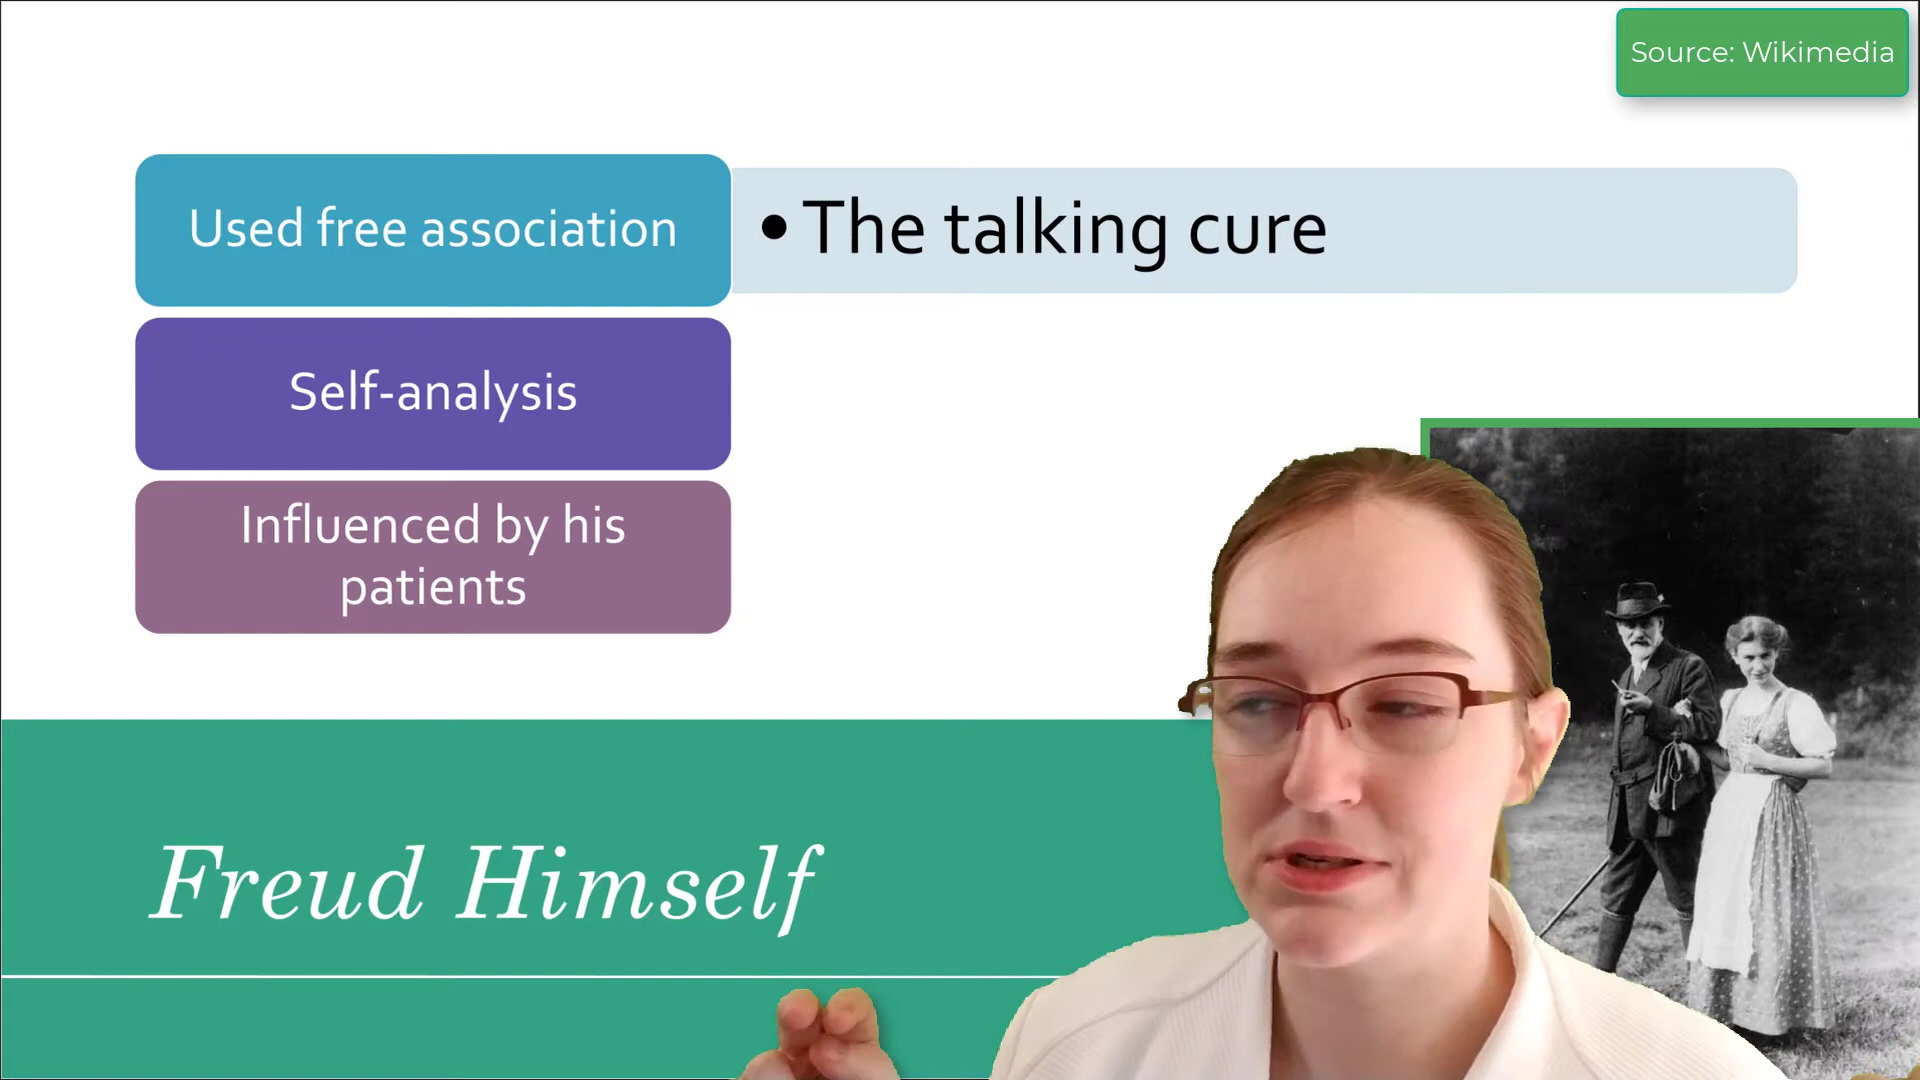 Source: Wikimedia
Used free association
• The talking cure
Self-analysis
Influenced by his
patients
Freud Himself